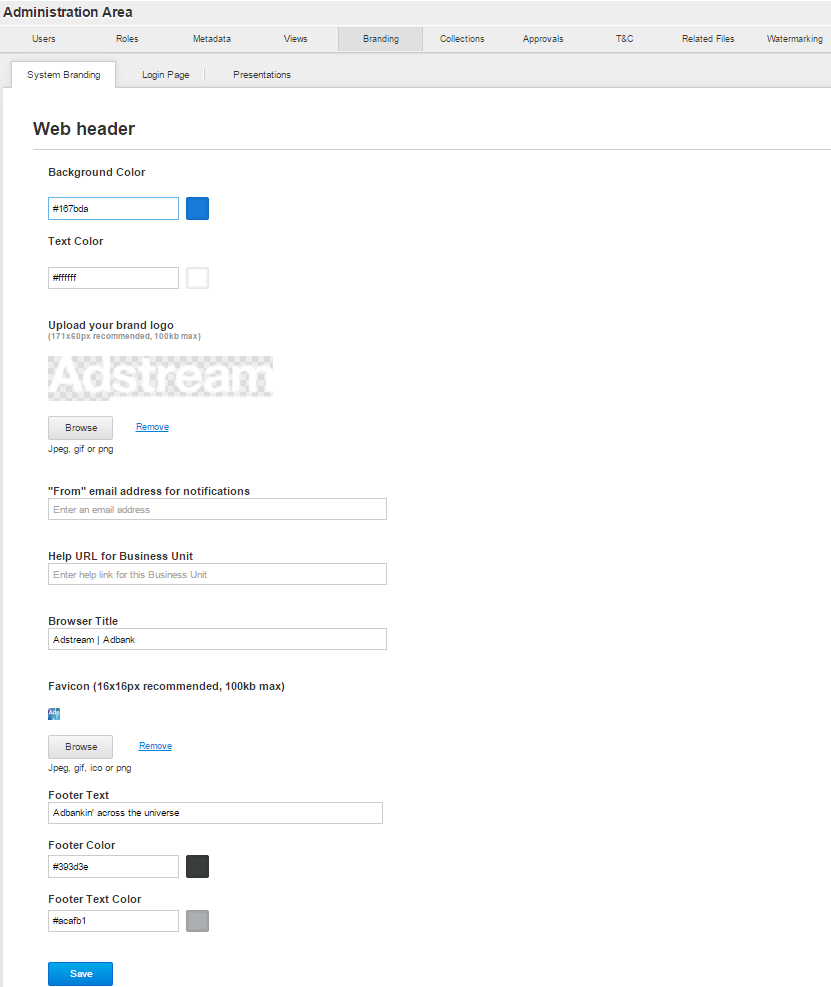 Administration Area
Users Roles Metadata Views Branding Collections Approvals T&C Related Files Watermarking
System Branding Login Page Presentations
Web header
Background Color
#167bda
Text Color
#ffffff
Upload your brand logo
(171x60px recommended, 100kb max)
Adstream
Browse Remove
Jpeg, gif or png
"From" email address for notifications
Enter an email address
Help URL for Business Unit
Enter help link for this Business Unit
Browser Title
Adstream | Adbank
Favicon (16x16px recommended, 100kb max)
Browse Remove
Jpeg, gif, ico or png
Footer Text
Adbankin' across the universe
Footer Color
#393d3e
Footer Text Color
#acafb1
Save